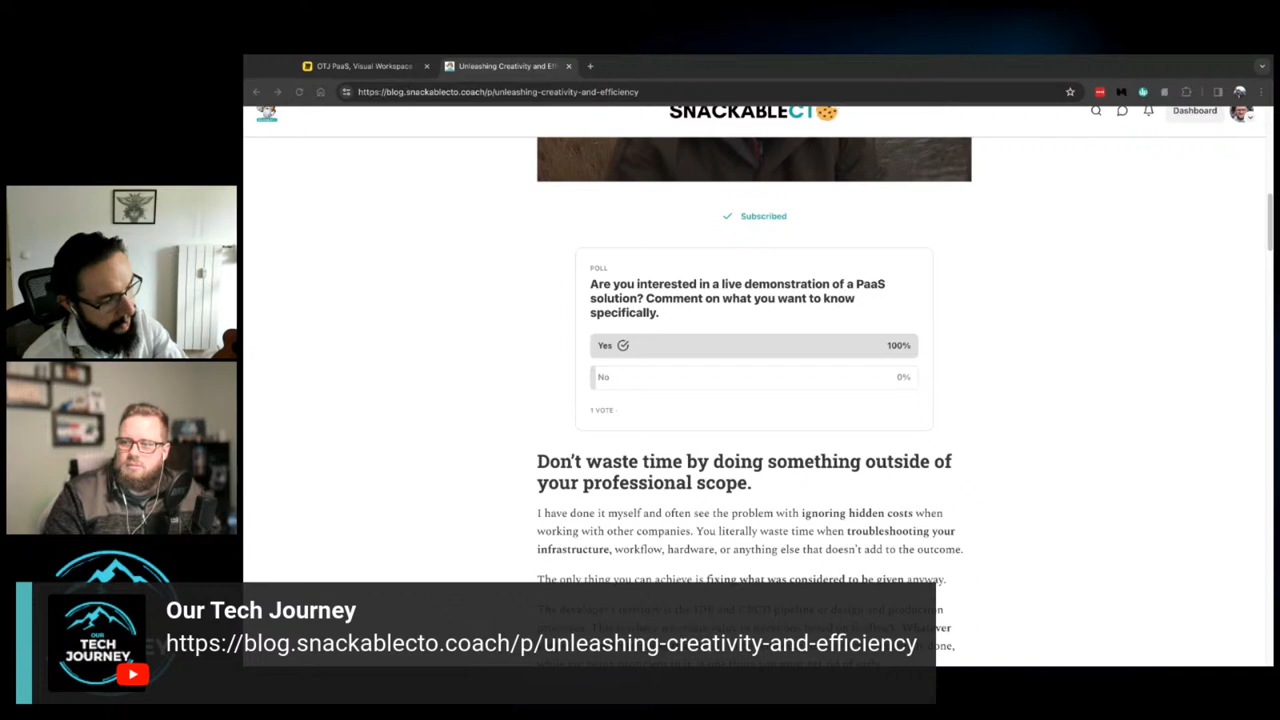 OTJ PaaS, Visual Workspace
Unleashing Creativity and Eff
https://blog.snackablecto.coach/p/unleashing-creativity-and-efficiency
SNACKABLECT
Dashboard
Subscribed
POLL
Are you interested in a live demonstration of a PaaS
solution? Comment on what you want to know
specifically.
Yes
100%
No
0%
1 VOTE ·
Don’t waste time by doing something outside of
your professional scope.
I have done it myself and often see the problem with ignoring hidden costs when
working with other companies. You literally waste time when troubleshooting your
infrastructure, workflow, hardware, or anything else that doesn’t add to the outcome.
The only thing you can achieve is fixing what was considered to be given anyway.
Our Tech Journey
https://blog.snackablecto.coach/p/unleashing-creativity-and-efficiency
OUR
TECH
JOURNEY